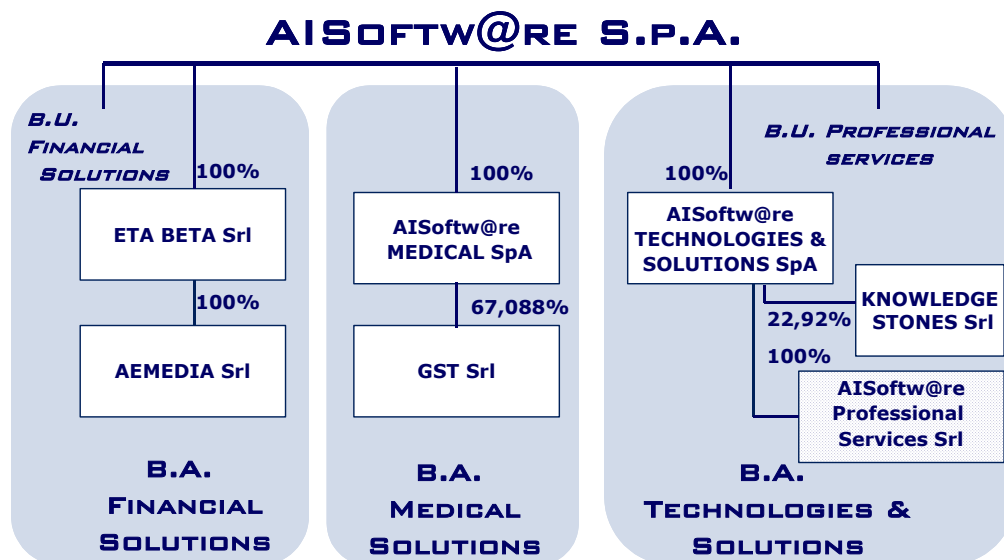 AISOFTW@RE S.P.A.
B.U.
FINANCIAL
SOLUTIONS
100%
ETA BETA Srl
100%
AEMEDIA Srl
B.A.
FINANCIAL
SOLUTIONS
100%
AISoftw@re
MEDICAL SpA
67,088%
GST Srl
B.A.
MEDICAL
SOLUTIONS
B.U. PROFESSIONAL
SERVICES
100%
AISoftw@re
TECHNOLOGIES &
SOLUTIONS SpA
22,92%
KNOWLEDGE
STONES Srl
100%
AISoftw@re
Professional
Services Srl
B.A.
TECHNOLOGIES &
SOLUTIONS